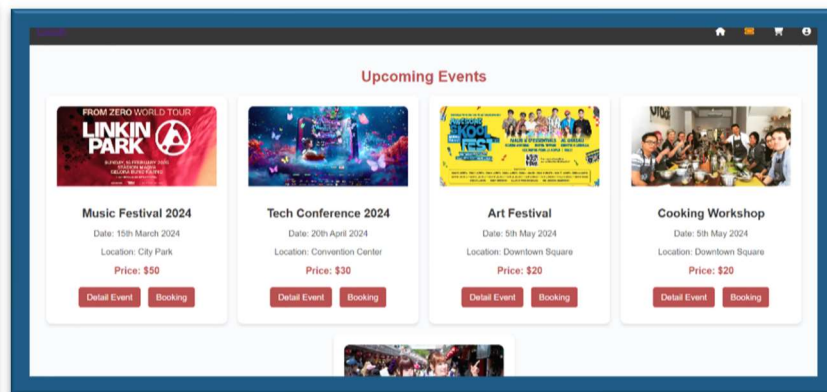 Upcoming Events
FROM ZERO WORLD TOUR
LINKIN
PARK
Music Festival 2024
Date: 15th March 2024
Location: City Park
Price: $50
Detail Event
Booking
Tech Conference 2024
Date: 20th April 2024
Location: Convention Center
Price: $30
Detail Event
Booking
FEST
Art Festival
Date: 5th May 2024
Location: Downtown Square
Price: $20
Detail Event
Booking
Cooking Workshop
Date: 5th May 2024
Location: Downtown Square
Price: $20
Detail Event
Booking